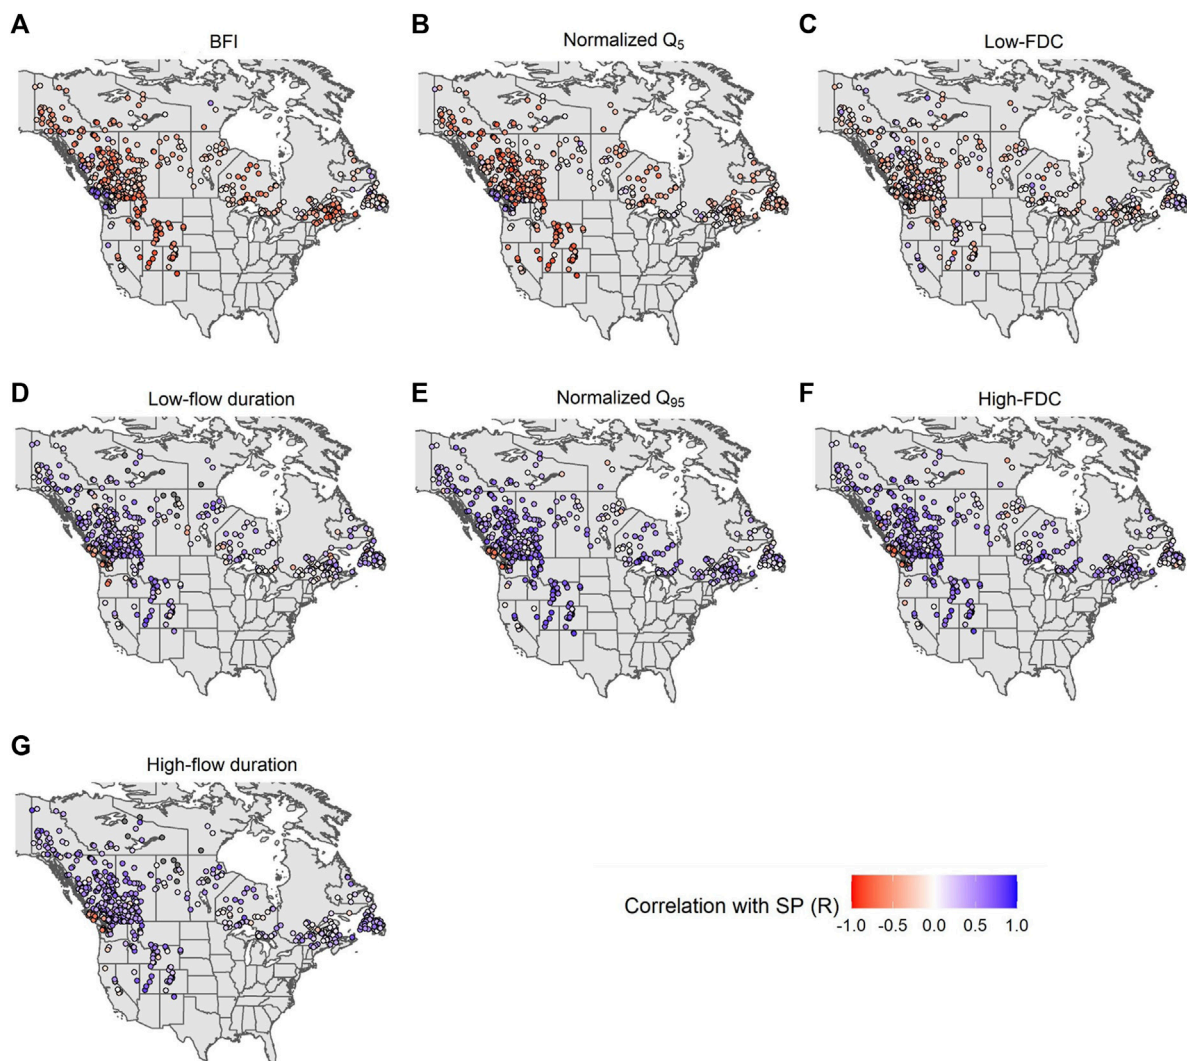 A
BFI
B
Normalized Q5
C
Low-FDC
D
Low-flow duration
E
Normalized Q95
F
High-FDC
G
High-flow duration
Correlation with SP (R)
-1.0 -0.5 0.0 0.5 1.0